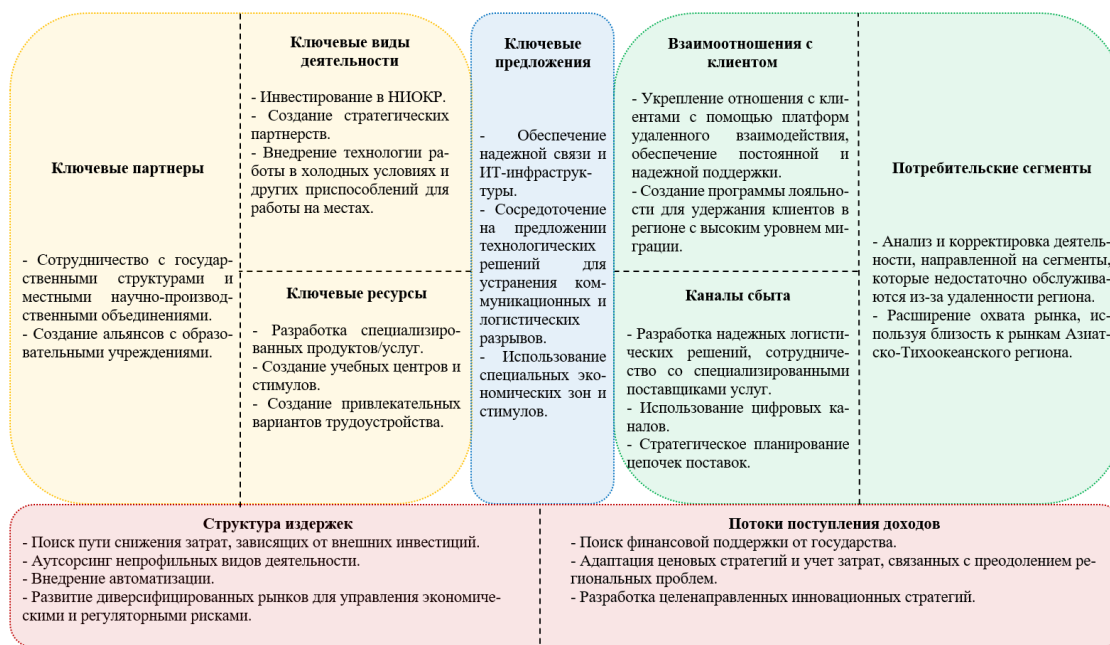 Ключевые партнеры
- Сотрудничество с государ-
ственными структурами и
местными научно-производ-
ственными объединениями.
- Создание альянсов с образо-
вательными учреждениями.
Ключевые виды
деятельности
- Инвестирование в НИОКР.
- Создание стратегических
партнерств.
- Внедрение технологии ра-
боты в холодных условиях и
других приспособлений для
работы на местах.
Ключевые ресурсы
- Разработка специализиро-
ванных продуктов/услуг.
- Создание учебных центров и
стимулов.
- Создание привлекательных
вариантов трудоустройства.
Ключевые
предложения
- Обеспечение
надежной связи и
ИТ-инфраструк-
туры.
- Сосредоточение
на предложении
технологических
решений для
устранения ком-
муникационных и
логистических
разрывов.
- Использование
специальных эко-
номических зон и
стимулов.
Взаимоотношения с
клиентом
- Укрепление отношения с кли-
ентами с помощью платформ
удаленного взаимодействия,
обеспечение постоянной и
надежной поддержки.
- Создание программы лояльно-
сти для удержания клиентов в
регионе с высоким уровнем ми-
грации.
Каналы сбыта
- Разработка надежных логисти-
ческих решений, сотрудниче-
ство со специализированными
поставщиками услуг.
- Использование цифровых ка-
налов.
- Стратегическое планирование
цепочек поставок.
Потребительские сегменты
- Анализ и корректировка деятель-
ности, направленной на сегменты,
которые недостаточно обслужива-
ются из-за удаленности региона.
- Расширение охвата рынка, ис-
пользуя близость к рынкам Азиат-
ско-Тихоокеанского региона.
Структура издержек
- Поиск пути снижения затрат, зависящих от внешних инвестиций.
- Аутсорсинг непрофильных видов деятельности.
- Внедрение автоматизации.
- Развитие диверсифицированных рынков для управления экономиче-
скими и регуляторными рисками.
Потоки поступления доходов
- Поиск финансовой поддержки от государства.
- Адаптация ценовых стратегий и учет затрат, связанных с преодолением ре-
гиональных проблем.
- Разработка целенаправленных инновационных стратегий.